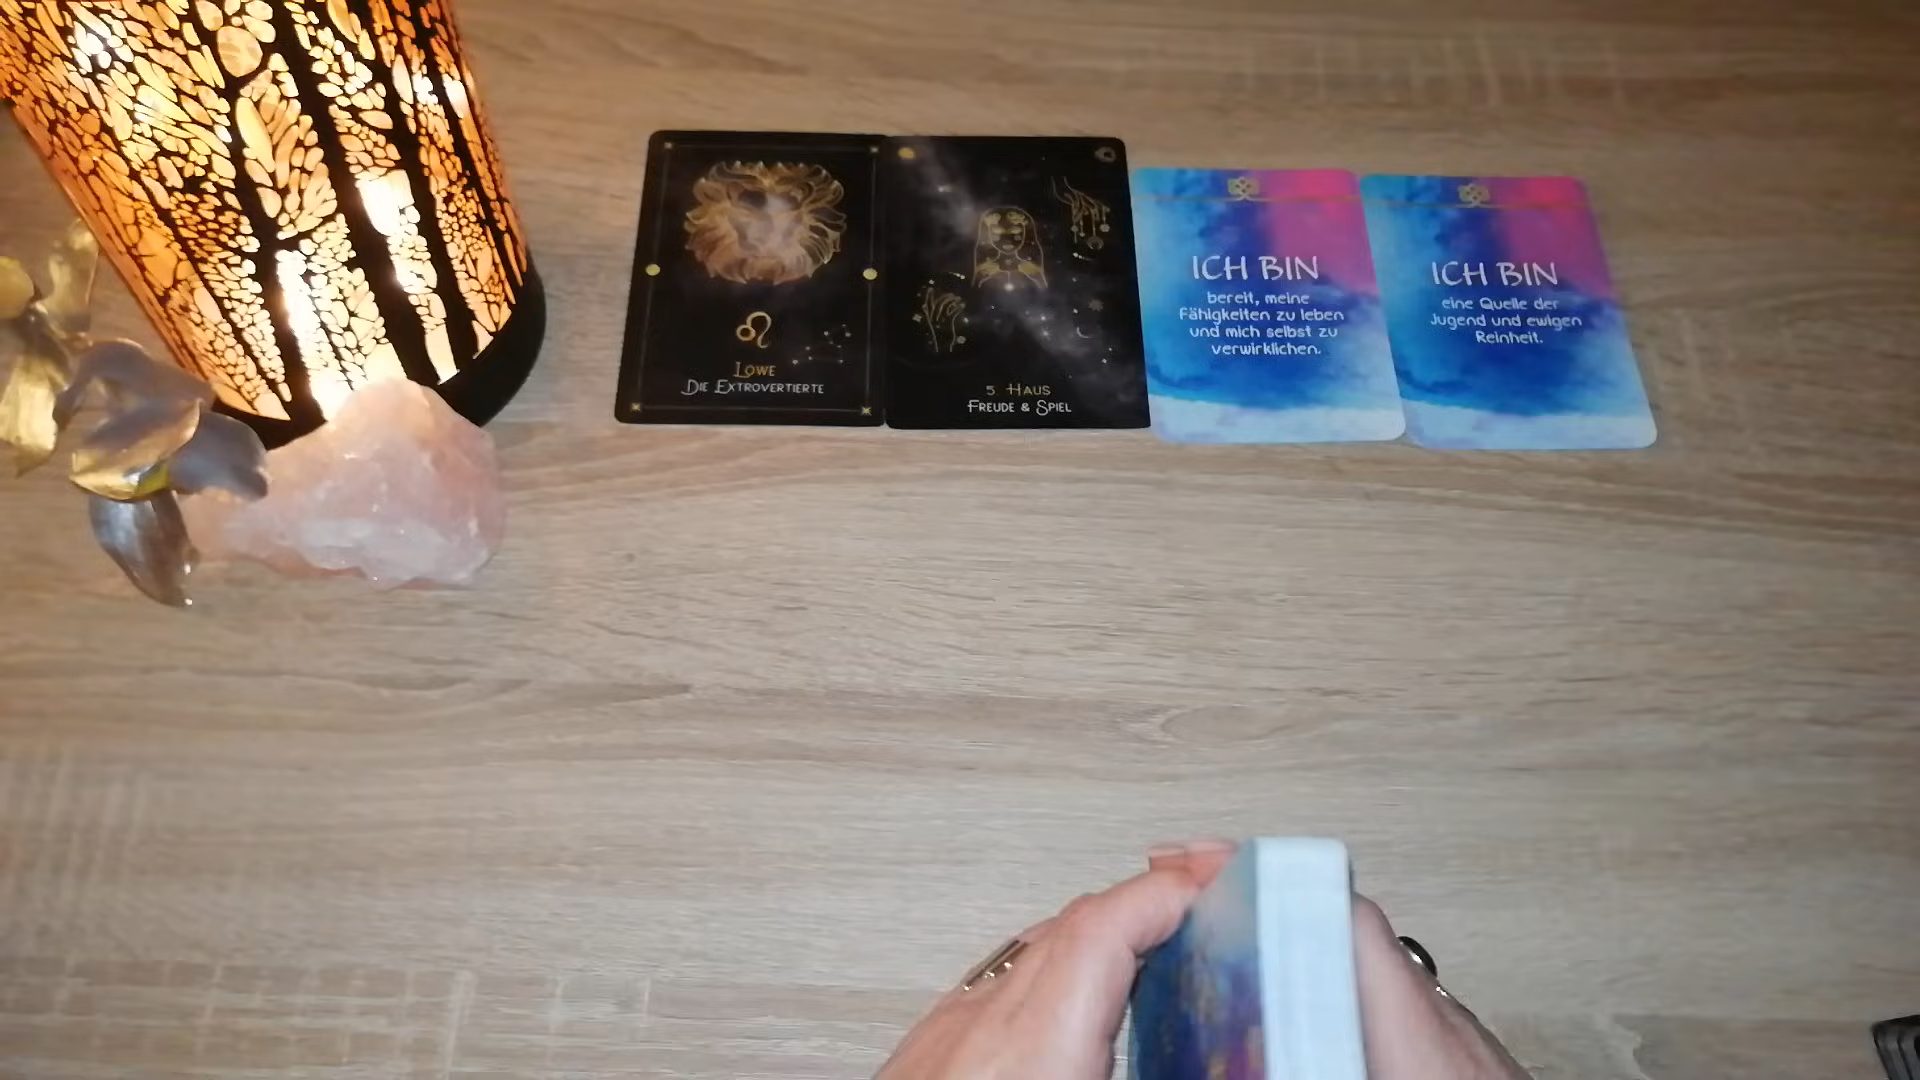 LÖWE
DIE EXTROVERTIERTE
5. HAUS
FREUDE & SPIEL
ICH BIN
bereit, meine
Fähigkeiten zu leben
und mich selbst zu
verwirklichen.
ICH BIN
eine Quelle der
Jugend und ewigen
Reinheit.